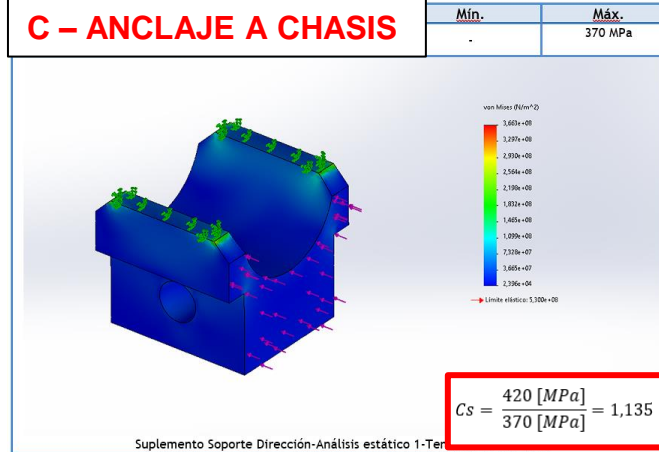 C – ANCLAJE A CHASIS
Mín. Máx.
- 370 MPa
von Mises (N/m^2)
3,663e+08
3,297e+08
2,930e+08
2,564e+08
2,198e+08
1,832e+08
1,465e+08
1,099e+08
7,328e+07
3,665e+07
2,396e+04
Límite elástico: 5,300e+08
Cs = 420 [MPa] / 370 [MPa] = 1,135
Suplemento Soporte Dirección-Análisis estático 1-Ten